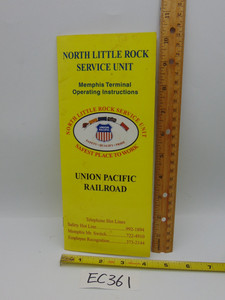 NORTH LITTLE ROCK
SERVICE UNIT
Memphis Terminal
Operating Instructions
NORTH LITTLE ROCK SERVICE UNIT
UNION PACIFIC
SAFEST PLACE TO WORK
UNION PACIFIC
RAILROAD
Telephone Hot Lines
Safety Hot Line
Memphis Mt. Switch
Employee Recognition
EC361